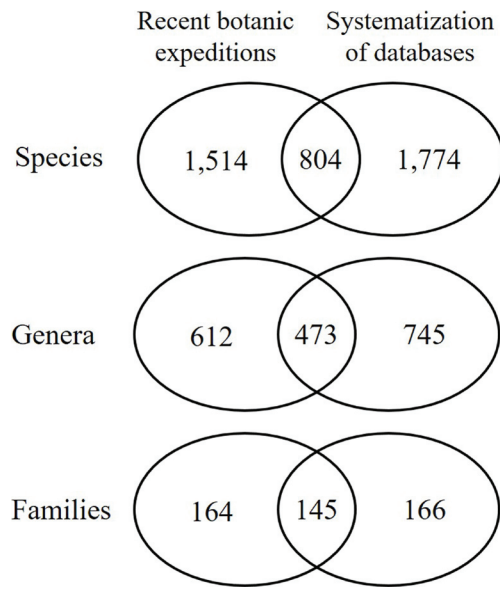 Recent botanic Systematization
expeditions of databases
Species 1,514 804 1,774
Genera 612 473 745
Families 164 145 166